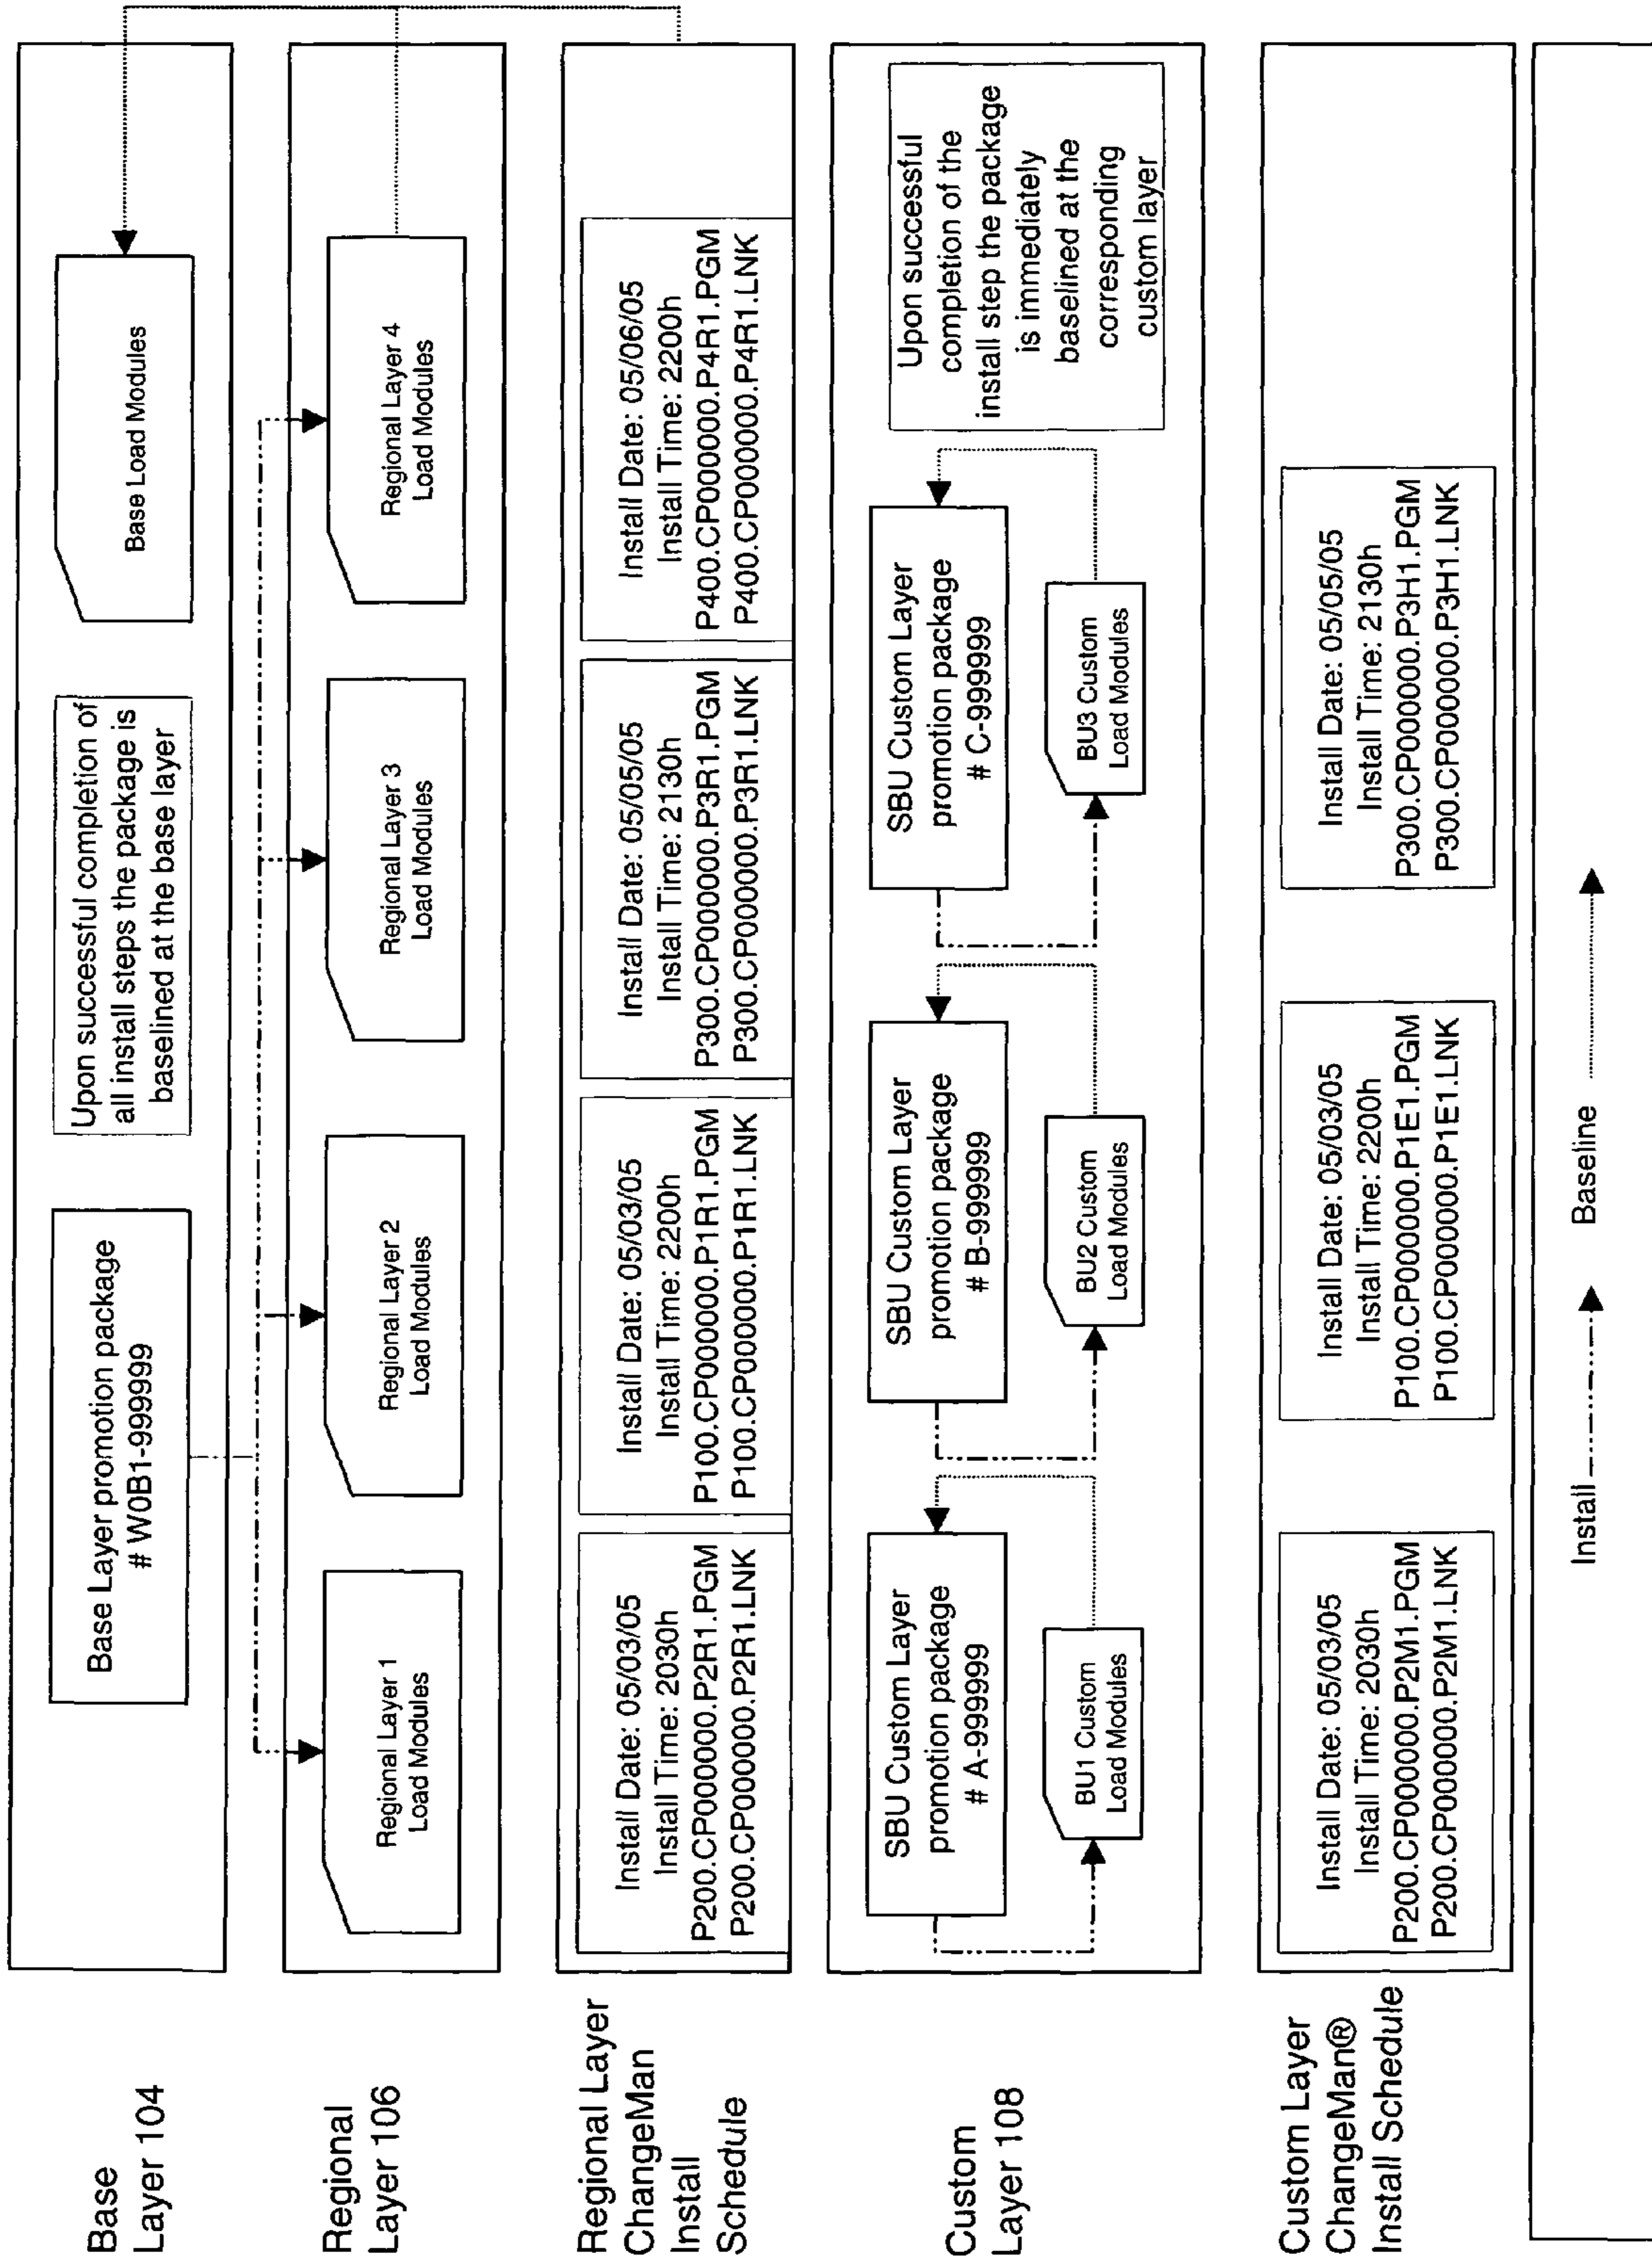 Base
Layer 104
Base Layer promotion package
# W0B1-999999
Upon successful completion of
all install steps the package is
baselined at the base layer
Base Load Modules
Regional
Layer 106
Regional Layer 1
Load Modules
Regional Layer 2
Load Modules
Regional Layer 3
Load Modules
Regional Layer 4
Load Modules
Regional Layer
ChangeMan
Install
Schedule
Install Date: 05/03/05
Install Time: 2030h
P200.CP000000.P2R1.PGM
P200.CP000000.P2R1.LNK
Install Date: 05/03/05
Install Time: 2200h
P100.CP000000.P1R1.PGM
P100.CP000000.P1R1.LNK
Install Date: 05/05/05
Install Time: 2130h
P300.CP000000.P3R1.PGM
P300.CP000000.P3R1.LNK
Install Date: 05/06/05
Install Time: 2200h
P400.CP000000.P4R1.PGM
P400.CP000000.P4R1.LNK
Custom
Layer 108
SBU Custom Layer
promotion package
# A-999999
BU1 Custom
Load Modules
SBU Custom Layer
promotion package
# B-999999
BU2 Custom
Load Modules
SBU Custom Layer
promotion package
# C-999999
BU3 Custom
Load Modules
Upon successful
completion of the
install step the package
is immediately
baselined at the
corresponding
custom layer
Custom Layer
ChangeMan®
Install Schedule
Install Date: 05/03/05
Install Time: 2030h
P200.CP000000.P2M1.PGM
P200.CP000000.P2M1.LNK
Install Date: 05/03/05
Install Time: 2200h
P100.CP000000.P1E1.PGM
P100.CP000000.P1E1.LNK
Install Date: 05/05/05
Install Time: 2130h
P300.CP000000.P3H1.PGM
P300.CP000000.P3H1.LNK
Install
Baseline